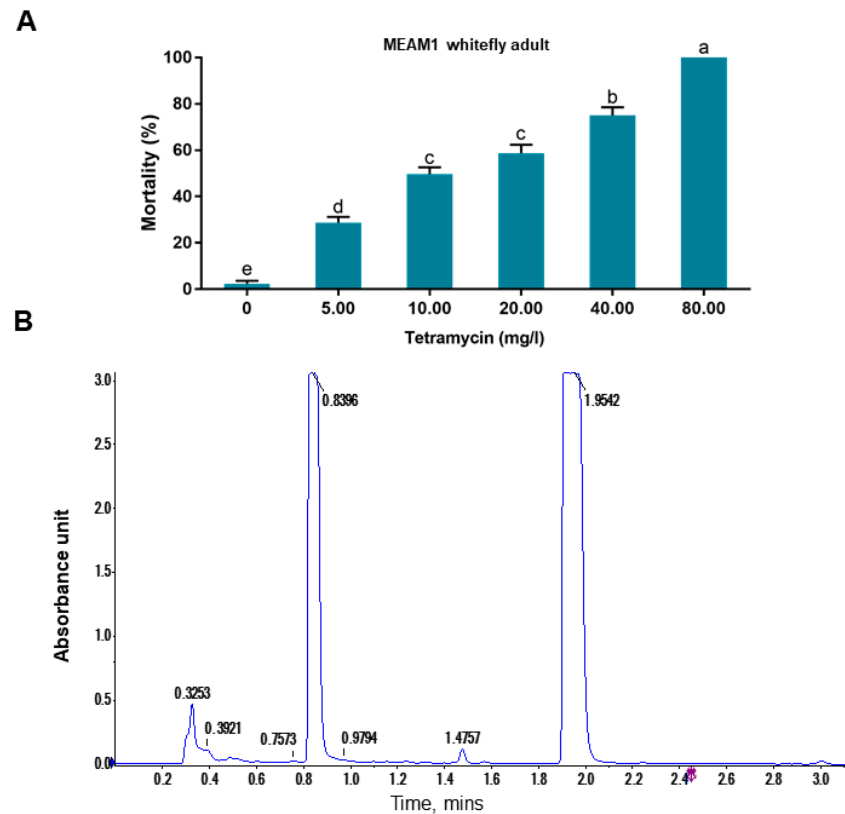 A
MEAM1 whitefly adult
Mortality (%)
100
80
60
40
20
0
e
d
c
c
b
a
0 5.00 10.00 20.00 40.00 80.00
Tetramycin (mg/l)
B
Absorbance unit
3.0
2.5
2.0
1.5
1.0
0.5
0.0
0.3253
0.3921
0.7573
0.8396
0.9794
1.4757
1.9542
0.2 0.4 0.6 0.8 1.0 1.2 1.4 1.6 1.8 2.0 2.2 2.4 2.6 2.8 3.0
Time, mins